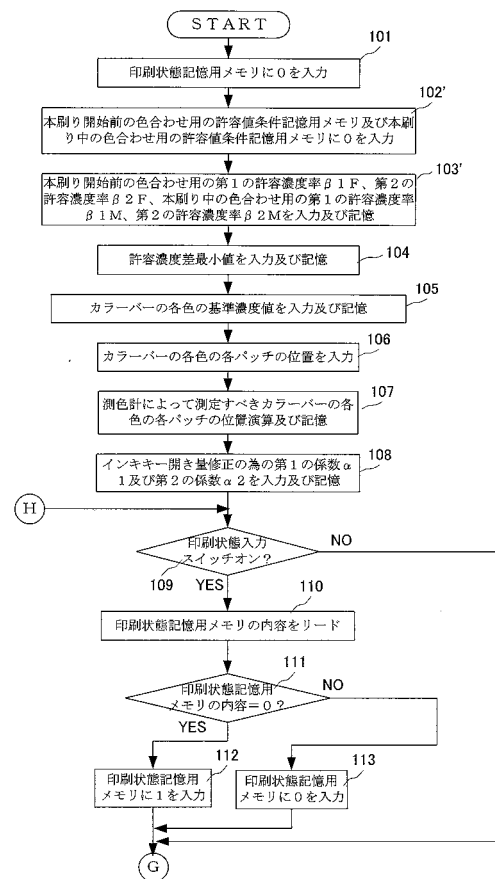 START
101
印刷状態記憶用メモリに0を入力
102'
本刷り開始前の色合わせ用の許容値条件記憶用メモリ及び本刷
り中の色合わせ用の許容値条件記憶用メモリに0を入力
103'
本刷り開始前の色合わせ用の第1の許容濃度率β1F、第2の
許容濃度率β2F、本刷り中の色合わせ用の第1の許容濃度率
β1M、第2の許容濃度率β2Mを入力及び記憶
104
許容濃度差最小値を入力及び記憶
105
カラーバーの各色の基準濃度値を入力及び記憶
106
カラーバーの各色の各パッチの位置を入力
107
測色計によって測定すべきカラーバーの各
色の各パッチの位置演算及び記憶
108
インキキー開き量修正の為の第1の係数α
1及び第2の係数α2を入力及び記憶
H
印刷状態入力
スイッチオン?
NO
109
YES
110
印刷状態記憶用メモリの内容をリード
111
印刷状態記憶用
メモリの内容=0?
NO
YES
112
印刷状態記憶用
メモリに1を入力
113
印刷状態記憶用
メモリに0を入力
G